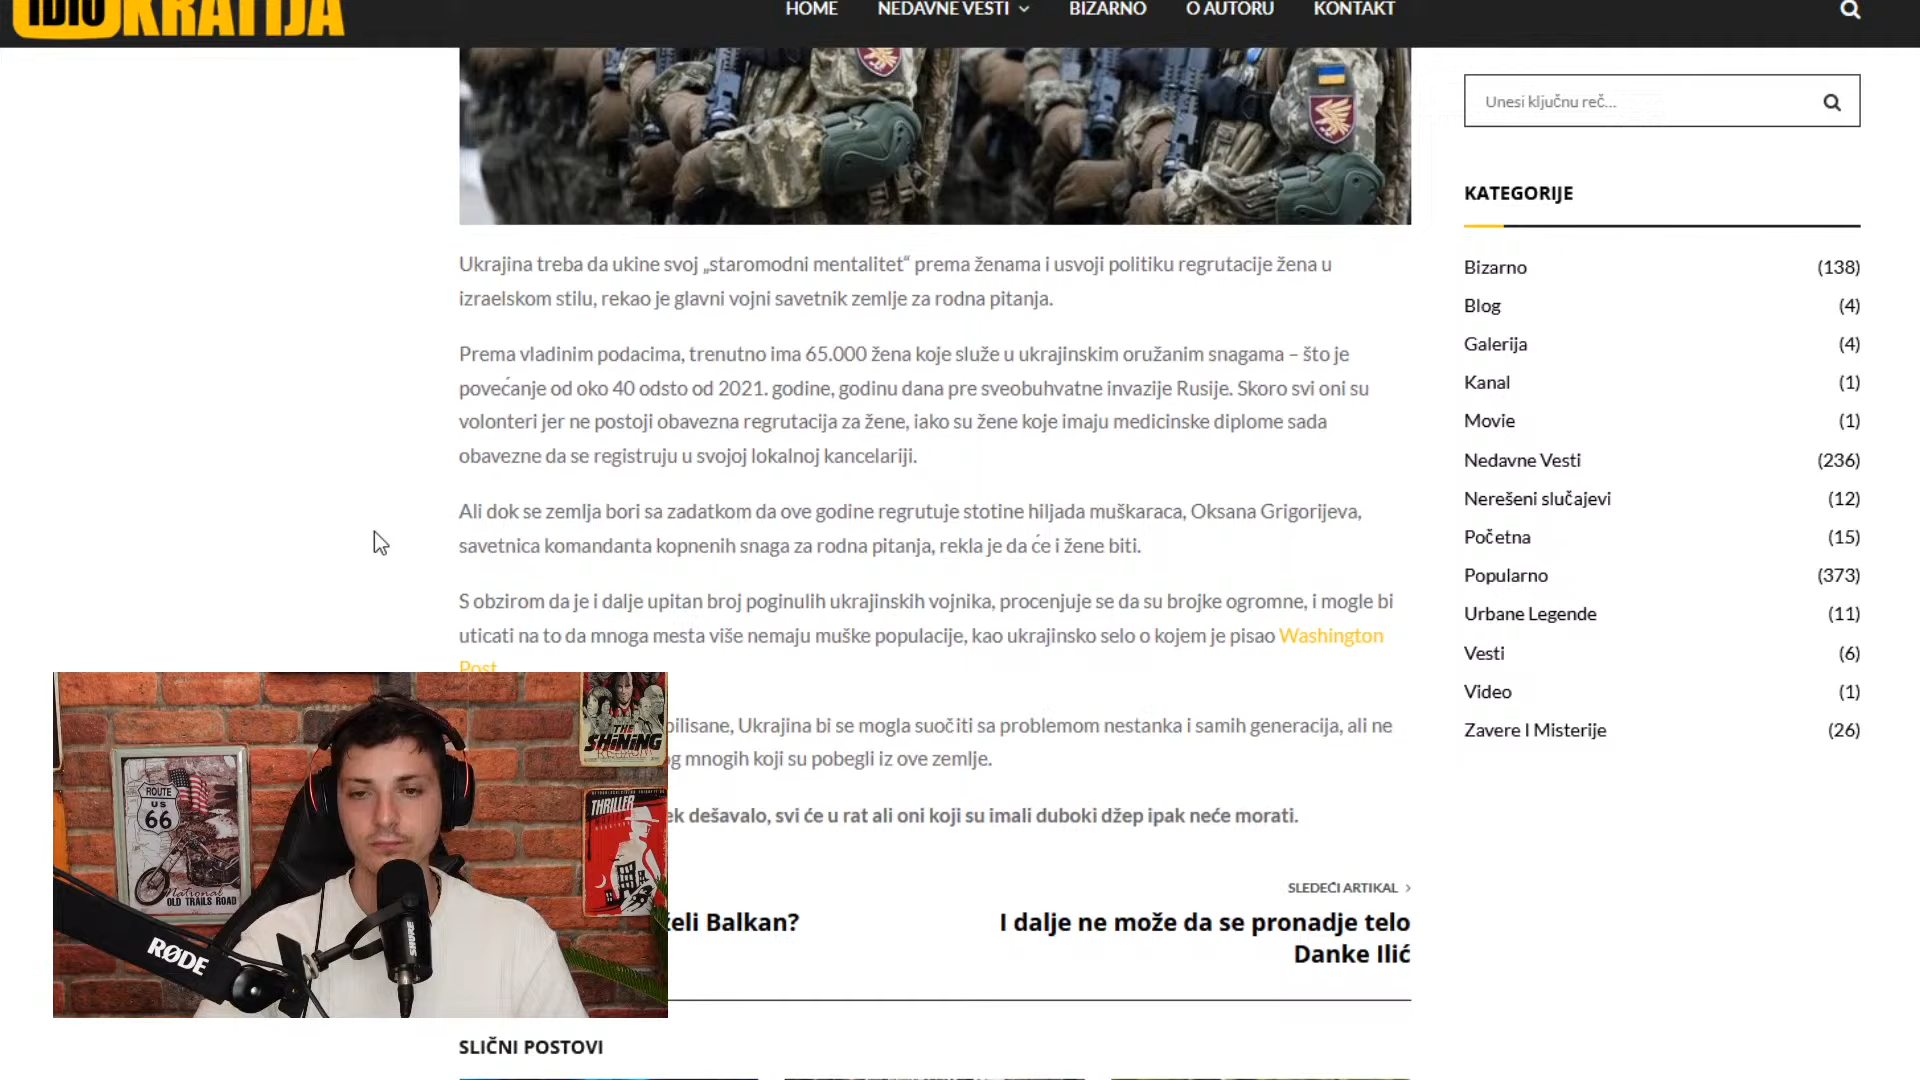 IDIOKRATIJA
HOME
NEDAVNE VESTI
BIZARNO
O AUTORU
KONTAKT
Unesi ključnu reč...
KATEGORIJE
Bizarno (138)
Blog (4)
Galerija (4)
Kanal (1)
Movie (1)
Nedavne Vesti (236)
Nerešeni slučajevi (12)
Početna (15)
Popularno (373)
Urbane Legende (11)
Vesti (6)
Video (1)
Zavere I Misterije (26)
Ukrajina treba da ukine svoj „staromodni mentalitet“ prema ženama i usvoji politiku regrutacije žena u
izraelskom stilu, rekao je glavni vojni savetnik zemlje za rodna pitanja.
Prema vladinim podacima, trenutno ima 65.000 žena koje služe u ukrajinskim oružanim snagama – što je
povećanje od oko 40 odsto od 2021. godine, godinu dana pre sveobuhvatne invazije Rusije. Skoro svi oni su
volonteri jer ne postoji obavezna regrutacija za žene, iako su žene koje imaju medicinske diplome sada
obavezne da se registruju u svojoj lokalnoj kancelariji.
Ali dok se zemlja bori sa zadatkom da ove godine regrutuje stotine hiljada muškaraca, Oksana Grigorijeva,
savetnica komandanta kopnenih snaga za rodna pitanja, rekla je da će i žene biti.
S obzirom da je i dalje upitan broj poginulih ukrajinskih vojnika, procenjuje se da su brojke ogromne, i mogle bi
uticati na to da mnoga mesta više nemaju muške populacije, kao ukrajinsko selo o kojem je pisao Washington
Post
bilisane, Ukrajina bi se mogla suočiti sa problemom nestanka i samih generacija, ali ne
g mnogih koji su pobegli iz ove zemlje.
ek dešavalo, svi će u rat ali oni koji su imali duboki džep ipak neće morati.
SLEDEĆI ARTIKAL
želi Balkan?
I dalje ne može da se pronadje telo
Danke Ilić
SLIČNI POSTOVI
THE
SHiNiNG
THRILLER
ROUTE
US
66
National
OLD TRAILS ROAD
RØDE
SHURE